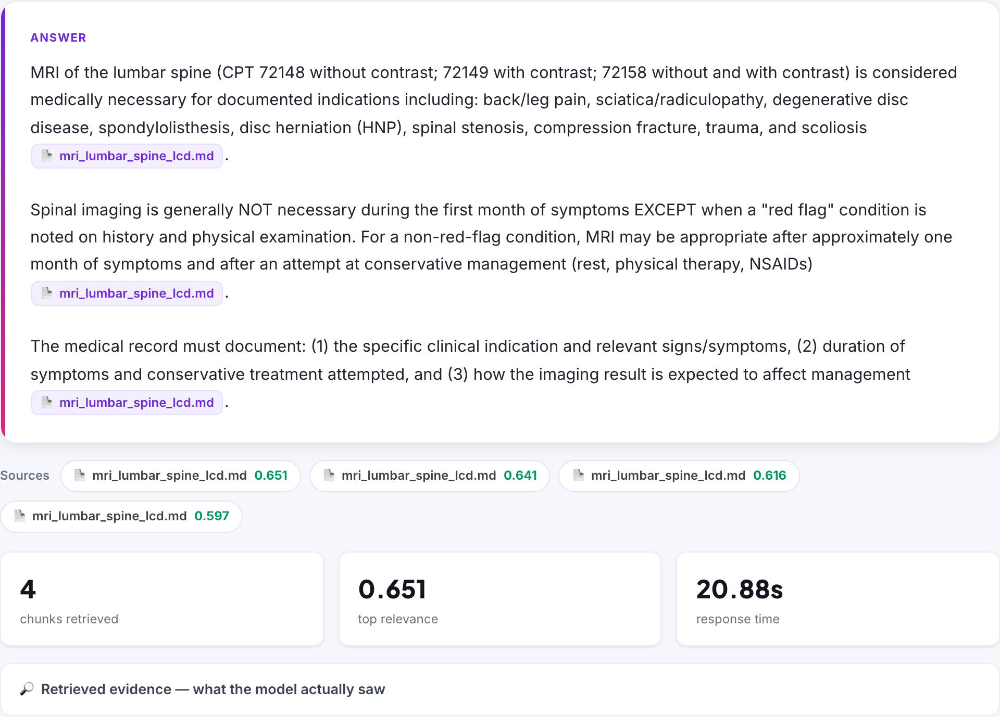 ANSWER
MRI of the lumbar spine (CPT 72148 without contrast; 72149 with contrast; 72158 without and with contrast) is considered
medically necessary for documented indications including: back/leg pain, sciatica/radiculopathy, degenerative disc
disease, spondylolisthesis, disc herniation (HNP), spinal stenosis, compression fracture, trauma, and scoliosis
mri_lumbar_spine_lcd.md .
Spinal imaging is generally NOT necessary during the first month of symptoms EXCEPT when a "red flag" condition is
noted on history and physical examination. For a non-red-flag condition, MRI may be appropriate after approximately one
month of symptoms and after an attempt at conservative management (rest, physical therapy, NSAIDs)
mri_lumbar_spine_lcd.md .
The medical record must document: (1) the specific clinical indication and relevant signs/symptoms, (2) duration of
symptoms and conservative treatment attempted, and (3) how the imaging result is expected to affect management
mri_lumbar_spine_lcd.md .
Sources mri_lumbar_spine_lcd.md 0.651 mri_lumbar_spine_lcd.md 0.641 mri_lumbar_spine_lcd.md 0.616
mri_lumbar_spine_lcd.md 0.597
4
chunks retrieved
0.651
top relevance
20.88s
response time
Retrieved evidence — what the model actually saw